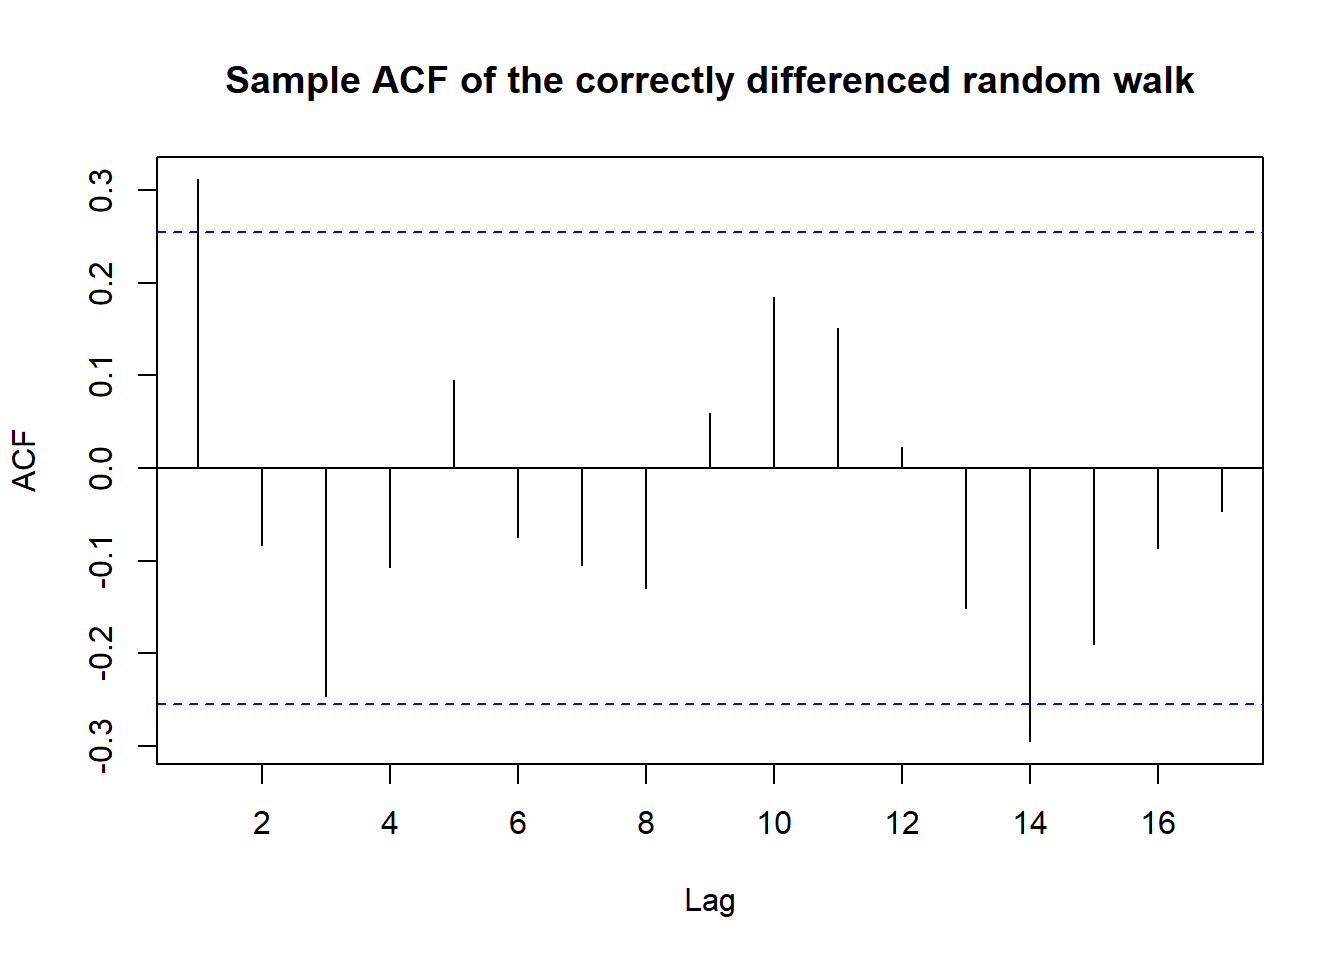 Sample ACF of the correctly differenced random walk
ACF
0.3
0.2
0.1
0.0
-0.1
-0.2
-0.3
2 4 6 8 10 12 14 16
Lag